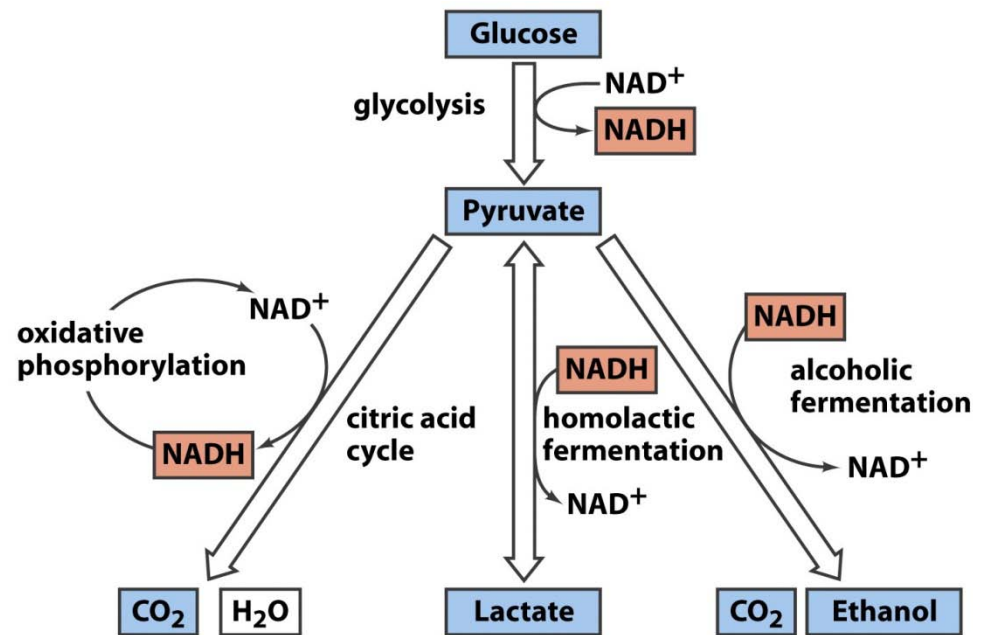 Glucose
glycolysis
NAD⁺
NADH
Pyruvate
oxidative
phosphorylation
NAD⁺
NADH
citric acid
cycle
NADH
homolactic
fermentation
NAD⁺
NADH
alcoholic
fermentation
NAD⁺
CO₂
H₂O
Lactate
CO₂
Ethanol